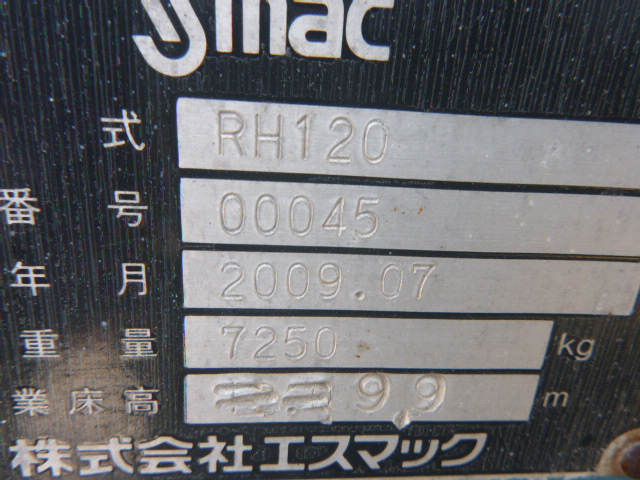 Smac
式 RH120
番号 00045
年月 2009.07
重量 7250 kg
業床高 9.9 m
株式会社エスマック